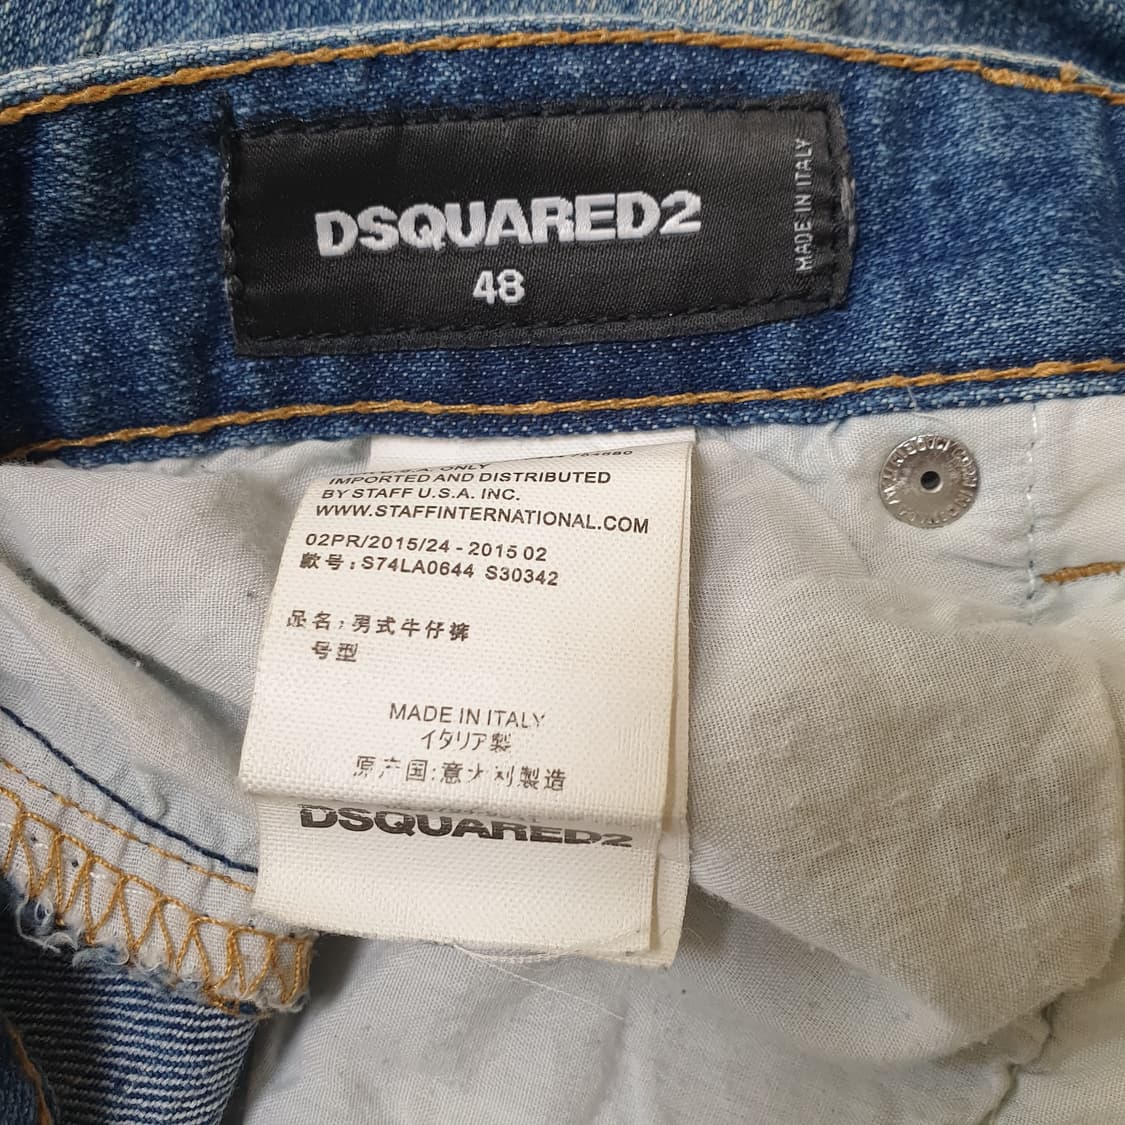 DSQUARED2
48
MADE IN ITALY
U.S.A. ONLY
IMPORTED AND DISTRIBUTED
BY STAFF U.S.A. INC.
WWW.STAFFINTERNATIONAL.COM
02PR/2015/24 - 2015 02
款号：S74LA0644 S30342
品名：男式牛仔裤
号型
MADE IN ITALY
イタリア製
原产国:意大利製造
DSQUARED2